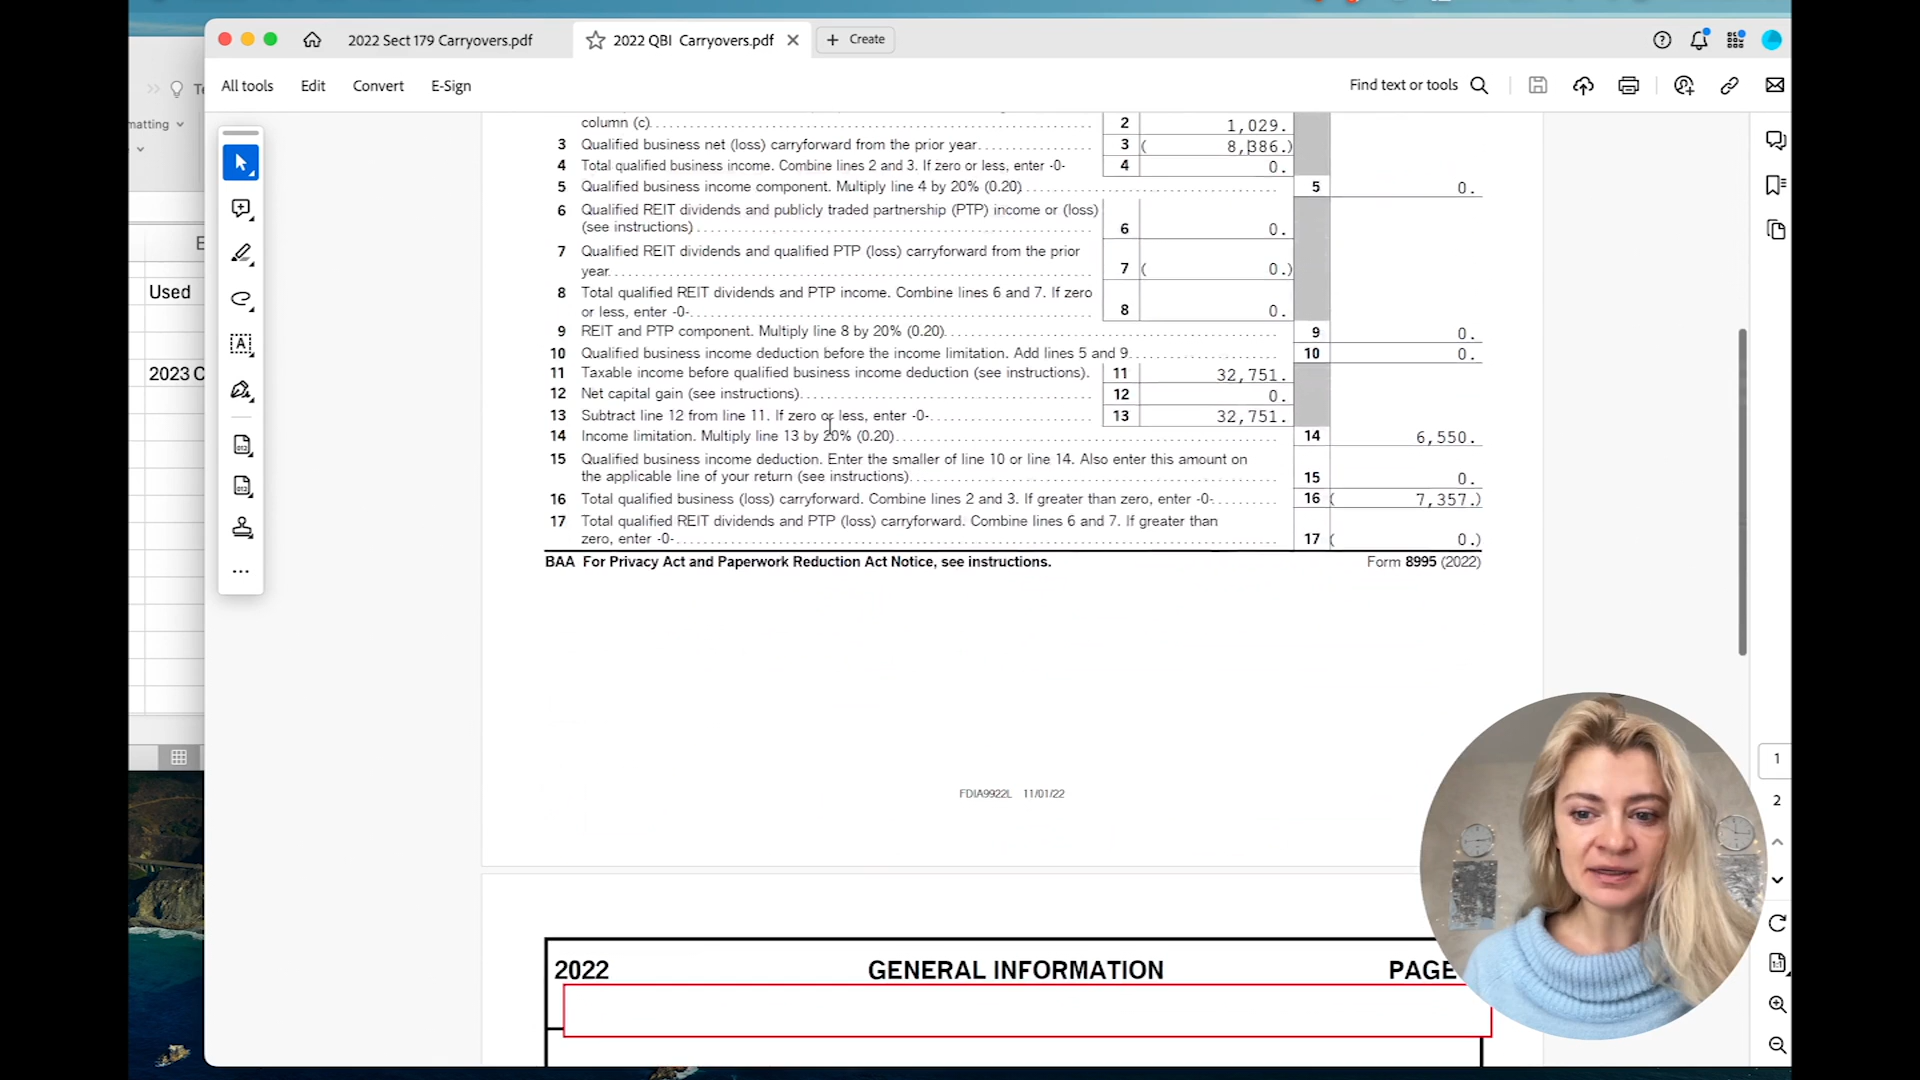 2022 Sect 179 Carryovers.pdf
2022 QBI Carryovers.pdf
Create
All tools
Edit
Convert
E-Sign
Find text or tools
matting
Used
2023 C
column (c) 2 1,029.
3 Qualified business net (loss) carryforward from the prior year. 3 ( 8,386.)
4 Total qualified business income. Combine lines 2 and 3. If zero or less, enter -0- 4 0.
5 Qualified business income component. Multiply line 4 by 20% (0.20) 5 0.
6 Qualified REIT dividends and publicly traded partnership (PTP) income or (loss)
(see instructions) 6 0.
7 Qualified REIT dividends and qualified PTP (loss) carryforward from the prior
year. 7 ( 0.)
8 Total qualified REIT dividends and PTP income. Combine lines 6 and 7. If zero
or less, enter -0- 8 0.
9 REIT and PTP component. Multiply line 8 by 20% (0.20) 9 0.
10 Qualified business income deduction before the income limitation. Add lines 5 and 9 10 0.
11 Taxable income before qualified business income deduction (see instructions). 11 32,751.
12 Net capital gain (see instructions) 12 0.
13 Subtract line 12 from line 11. If zero or less, enter -0- 13 32,751.
14 Income limitation. Multiply line 13 by 20% (0.20) 14 6,550.
15 Qualified business income deduction. Enter the smaller of line 10 or line 14. Also enter this amount on
the applicable line of your return (see instructions) 15 0.
16 Total qualified business (loss) carryforward. Combine lines 2 and 3. If greater than zero, enter -0- 16 ( 7,357.)
17 Total qualified REIT dividends and PTP (loss) carryforward. Combine lines 6 and 7. If greater than
zero, enter -0- 17 ( 0.)
BAA For Privacy Act and Paperwork Reduction Act Notice, see instructions. Form 8995 (2022)
FDIA9922L 11/01/22
1
2
2022 GENERAL INFORMATION PAGE